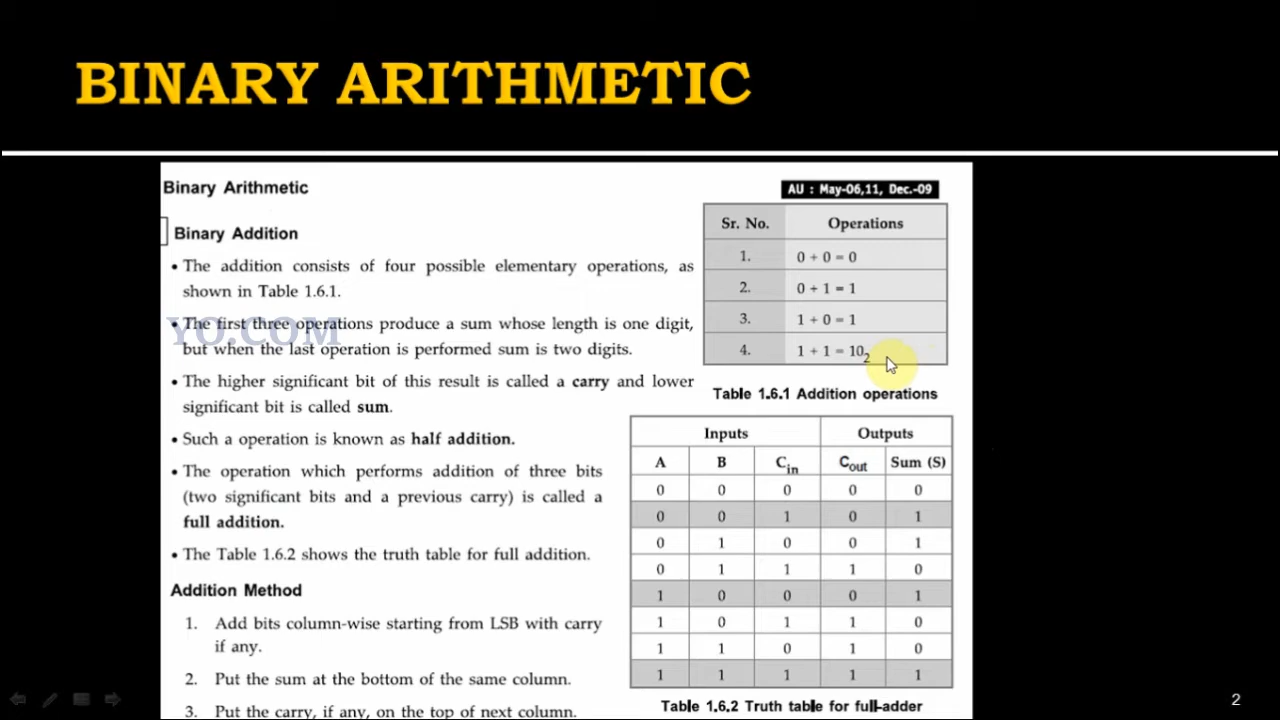 BINARY ARITHMETIC
Binary Arithmetic
AU : May-06,11, Dec.-09
Binary Addition
• The addition consists of four possible elementary operations, as
shown in Table 1.6.1.
• The first three operations produce a sum whose length is one digit,
but when the last operation is performed sum is two digits.
YO.COM
• The higher significant bit of this result is called a carry and lower
significant bit is called sum.
• Such a operation is known as half addition.
• The operation which performs addition of three bits
(two significant bits and a previous carry) is called a
full addition.
• The Table 1.6.2 shows the truth table for full addition.
Addition Method
1. Add bits column-wise starting from LSB with carry
if any.
2. Put the sum at the bottom of the same column.
3. Put the carry, if any, on the top of next column.
Sr. No. Operations
1. 0 + 0 = 0
2. 0 + 1 = 1
3. 1 + 0 = 1
4. 1 + 1 = 10₂
Table 1.6.1 Addition operations
Inputs Outputs
A B Cin Cout Sum (S)
0 0 0 0 0
0 0 1 0 1
0 1 0 0 1
0 1 1 1 0
1 0 0 0 1
1 0 1 1 0
1 1 0 1 0
1 1 1 1 1
Table 1.6.2 Truth table for full-adder
2